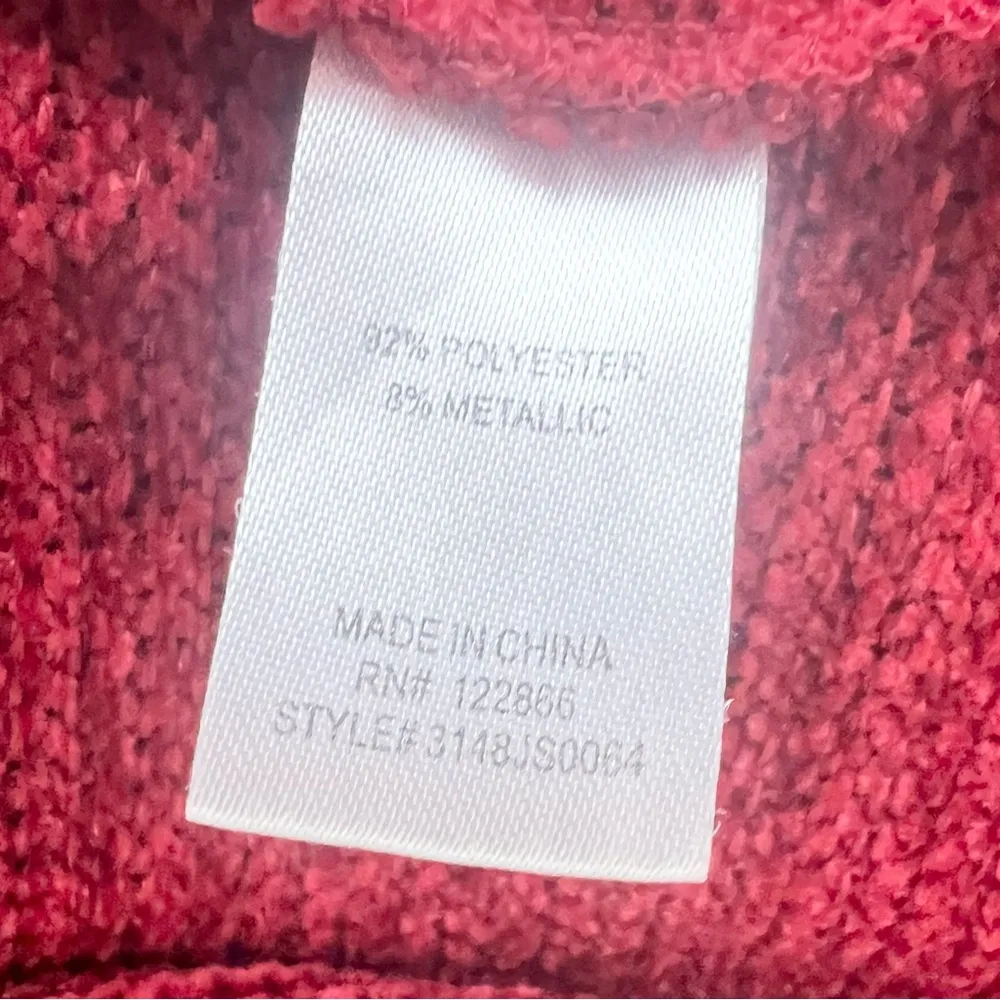 92% POLYESTER
8% METALLIC
MADE IN CHINA
RN# 122866
STYLE# 3148JS0064